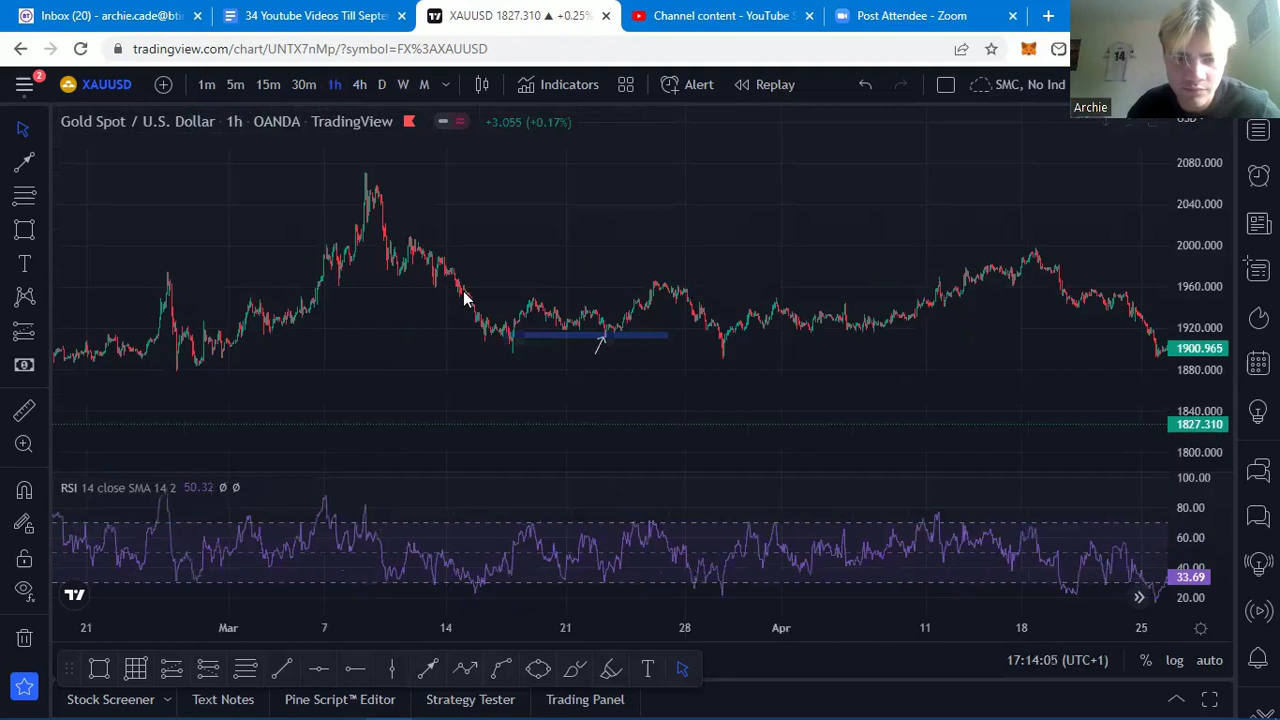 Inbox (20) - archie.cade@bti
34 Youtube Videos Till Septe
XAUUSD 1827.310 ▲ +0.25%
Channel content - YouTube S
Post Attendee - Zoom
tradingview.com/chart/UNTX7nMp/?symbol=FX%3AXAUUSD
14
Archie
2
XAUUSD
1m 5m 15m 30m 1h 4h D W M
Indicators
Alert
Replay
SMC, No Ind
Gold Spot / U.S. Dollar · 1h · OANDA · TradingView
+3.055 (+0.17%)
2080.000
2040.000
2000.000
1960.000
1920.000
1900.965
1880.000
1840.000
1827.310
1800.000
RSI 14 close SMA 14 2 50.32 Ø Ø
100.00
80.00
60.00
40.00
33.69
20.00
21 Mar 7 14 21 28 Apr 11 18 25
17:14:05 (UTC+1)
% log auto
Stock Screener
Text Notes
Pine Script™ Editor
Strategy Tester
Trading Panel